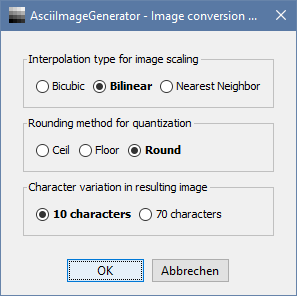 AsciiImageGenerator - Image conversion ...
Interpolation type for image scaling
Bicubic Bilinear Nearest Neighbor
Rounding method for quantization
Ceil Floor Round
Character variation in resulting image
10 characters 70 characters
OK Abbrechen